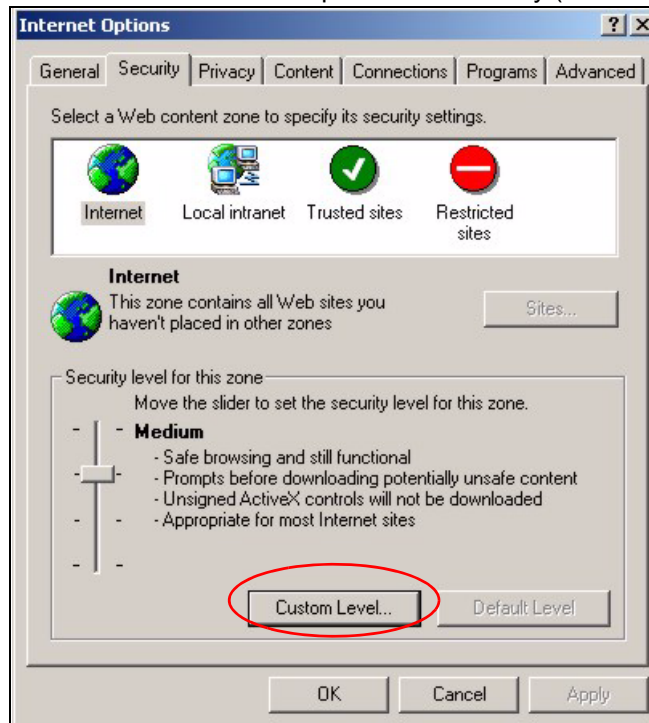 Internet Options
General Security Privacy Content Connections Programs Advanced
Select a Web content zone to specify its security settings.
Internet Local intranet Trusted sites Restricted
sites
Internet
This zone contains all Web sites you
haven't placed in other zones
Sites...
Security level for this zone
Move the slider to set the security level for this zone.
Medium
- Safe browsing and still functional
- Prompts before downloading potentially unsafe content
- Unsigned ActiveX controls will not be downloaded
- Appropriate for most Internet sites
Custom Level... Default Level
OK Cancel Apply